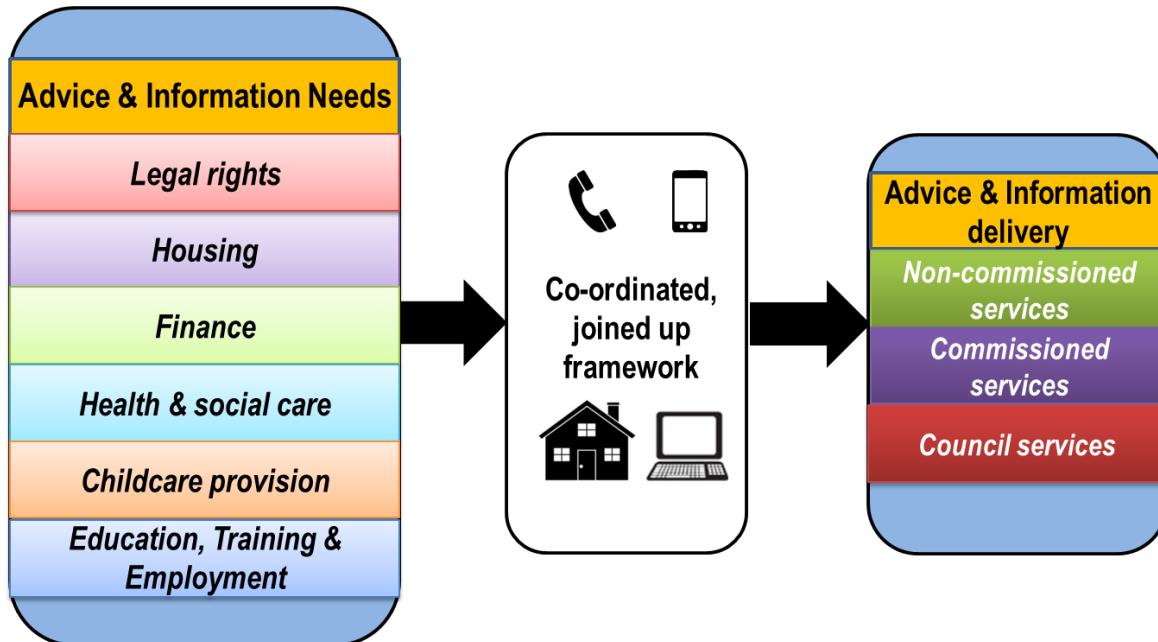 Advice & Information Needs
Legal rights
Housing
Finance
Health & social care
Childcare provision
Education, Training &
Employment
Co-ordinated,
joined up
framework
Advice & Information
delivery
Non-commissioned
services
Commissioned
services
Council services